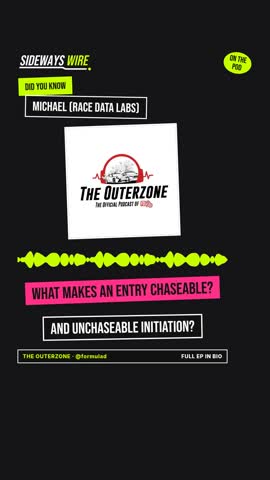 SIDEWAYS WIRE.
ON THE
POD
DID YOU KNOW
MICHAEL (RACE DATA LABS)
THE OUTERZONE
THE OFFICIAL PODCAST OF
WHAT MAKES AN ENTRY CHASEABLE?
AND UNCHASEABLE INITIATION?
THE OUTERZONE · @formulad
FULL EP IN BIO